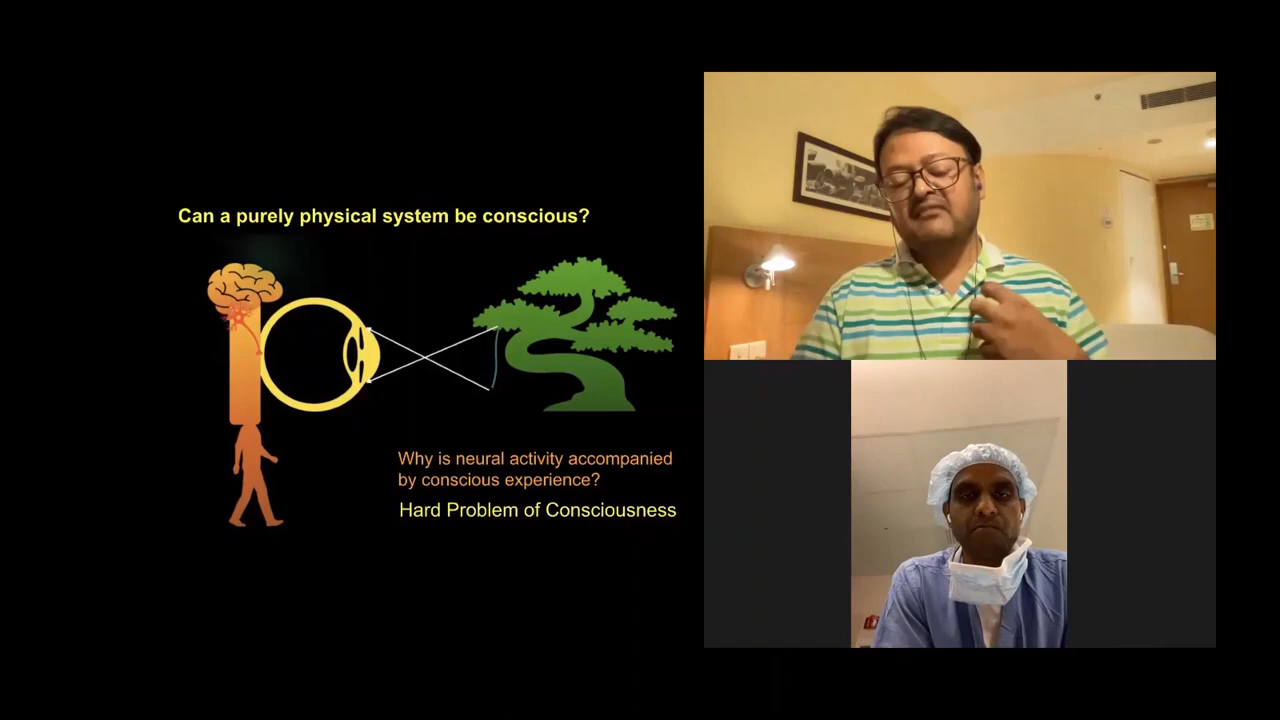 Can a purely physical system be conscious?
Why is neural activity accompanied
by conscious experience?
Hard Problem of Consciousness